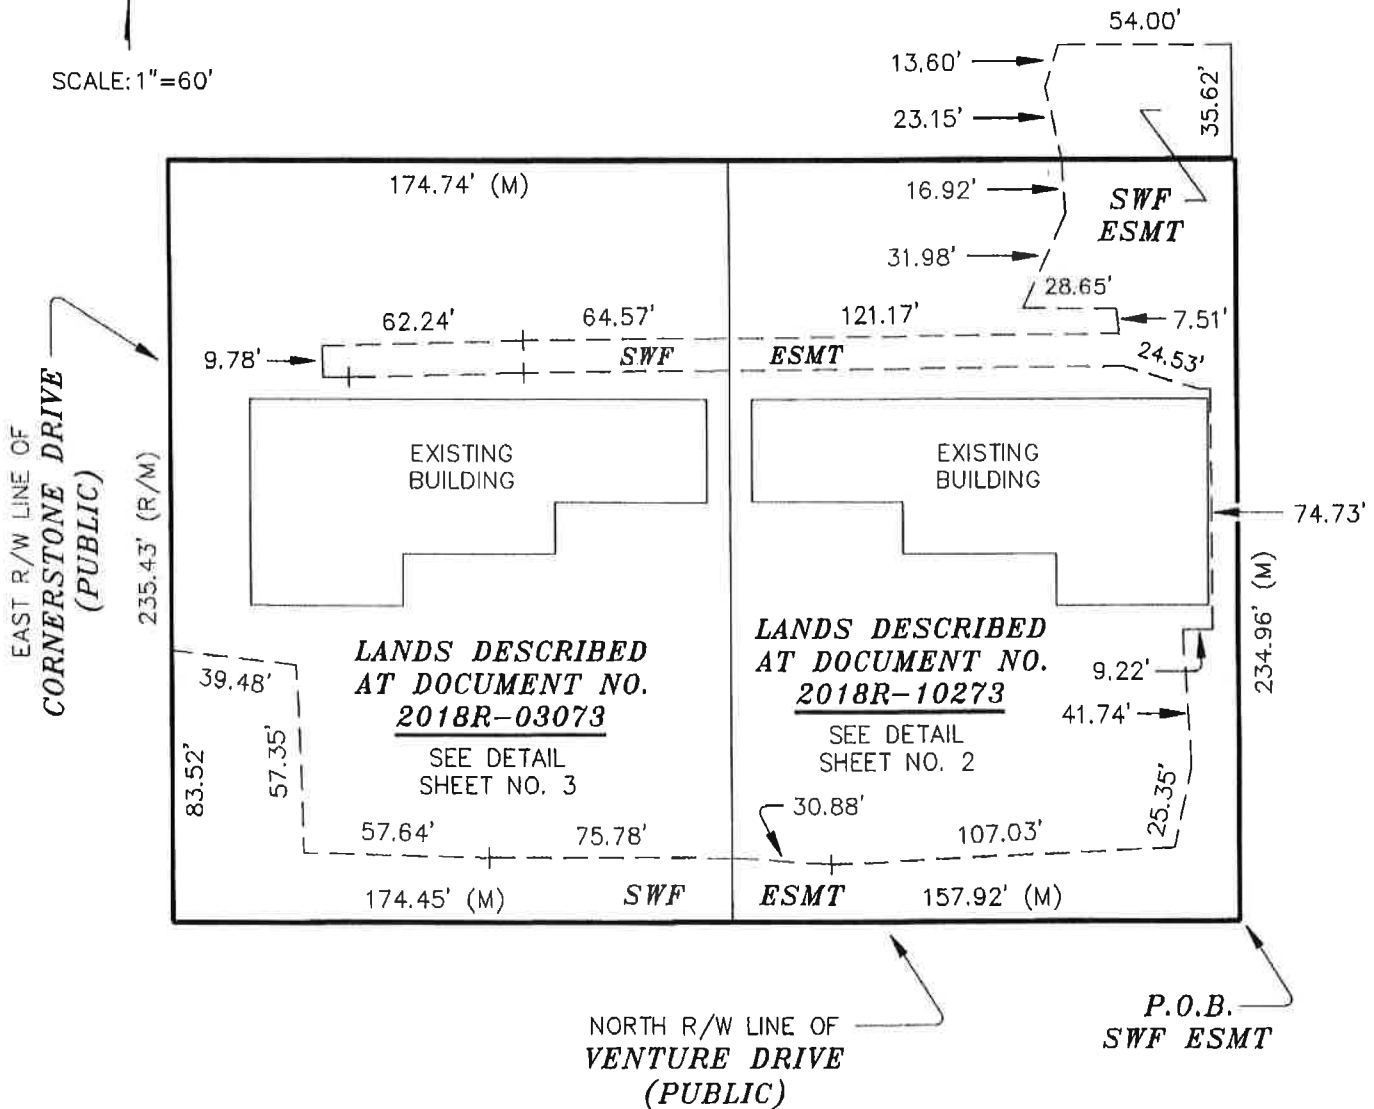 54.00'
SCALE: 1"=60'
13.60'
23.15'
35.62'
174.74' (M)
16.92'
SWF
ESMT
31.98'
28.65'
62.24'
64.57'
121.17'
7.51'
9.78'
SWF
ESMT
24.53'
EXISTING
BUILDING
EXISTING
BUILDING
74.73'
EAST R/W LINE OF
CORNERSTONE DRIVE
(PUBLIC)
235.43' (R/M)
234.96' (M)
LANDS DESCRIBED
AT DOCUMENT NO.
2018R-03073
SEE DETAIL
SHEET NO. 3
LANDS DESCRIBED
AT DOCUMENT NO.
2018R-10273
SEE DETAIL
SHEET NO. 2
9.22'
39.48'
41.74'
83.52'
57.35'
30.88'
25.35'
57.64'
75.78'
107.03'
174.45' (M)
SWF
ESMT
157.92' (M)
NORTH R/W LINE OF
VENTURE DRIVE
(PUBLIC)
P.O.B.
SWF ESMT